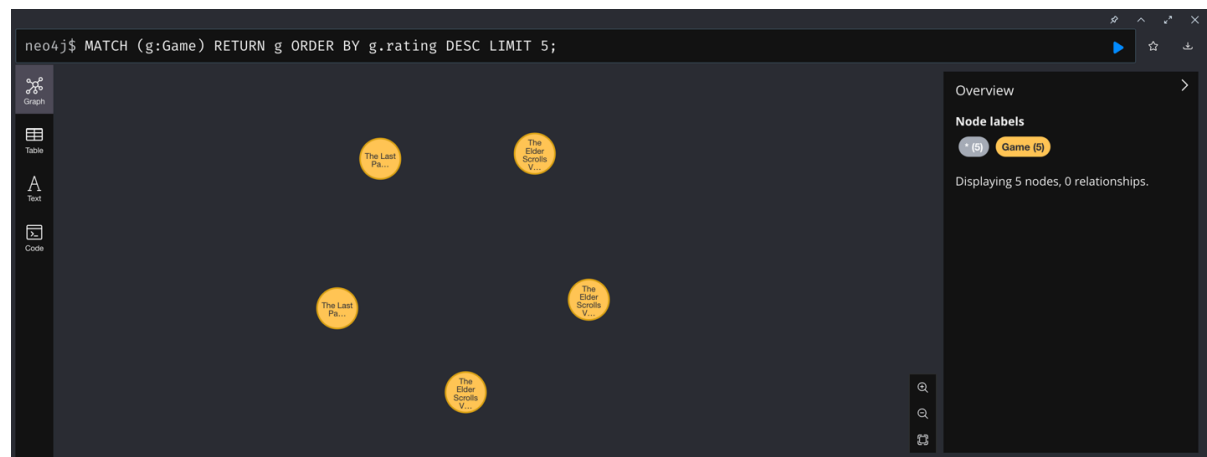 neo4j$ MATCH (g:Game) RETURN g ORDER BY g.rating DESC LIMIT 5;
Graph
Table
A
Text
Code
The Last
Pa...
The
Elder
Scrolls
V...
The Last
Pa...
The
Elder
Scrolls
V...
The
Elder
Scrolls
V...
Overview
Node labels
* (5)
Game (5)
Displaying 5 nodes, 0 relationships.